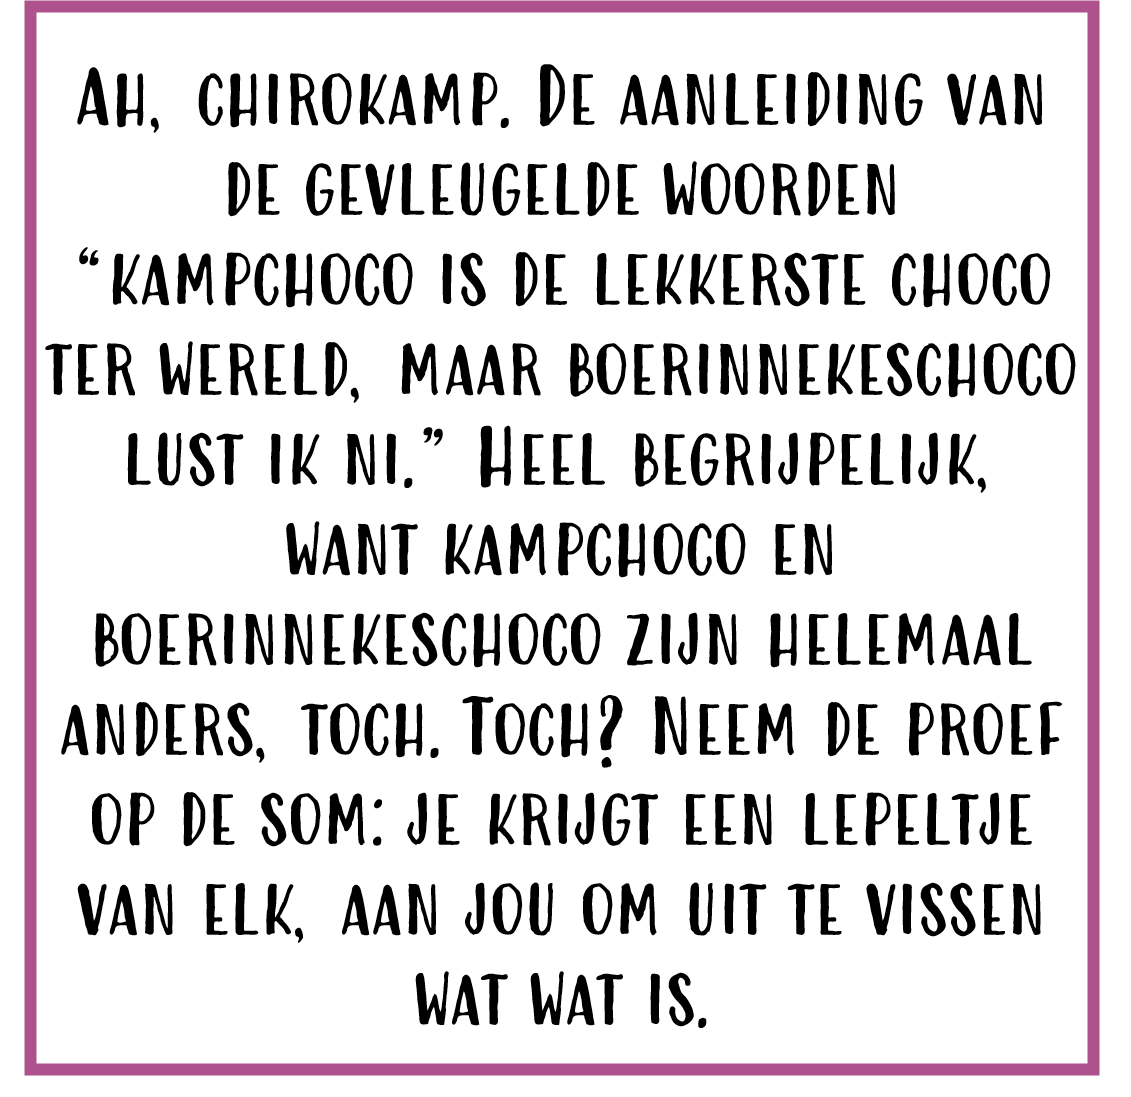 Ah, chirokamp. De aanleiding van
de gevleugelde woorden
“kampchoco is de lekkerste choco
ter wereld, maar boerinnekeschoco
lust ik ni.” Heel begrijpelijk,
want kampchoco en
boerinnekeschoco zijn helemaal
anders, toch. Toch? Neem de proef
op de som: je krijgt een lepeltje
van elk, aan jou om uit te vissen
wat wat is.